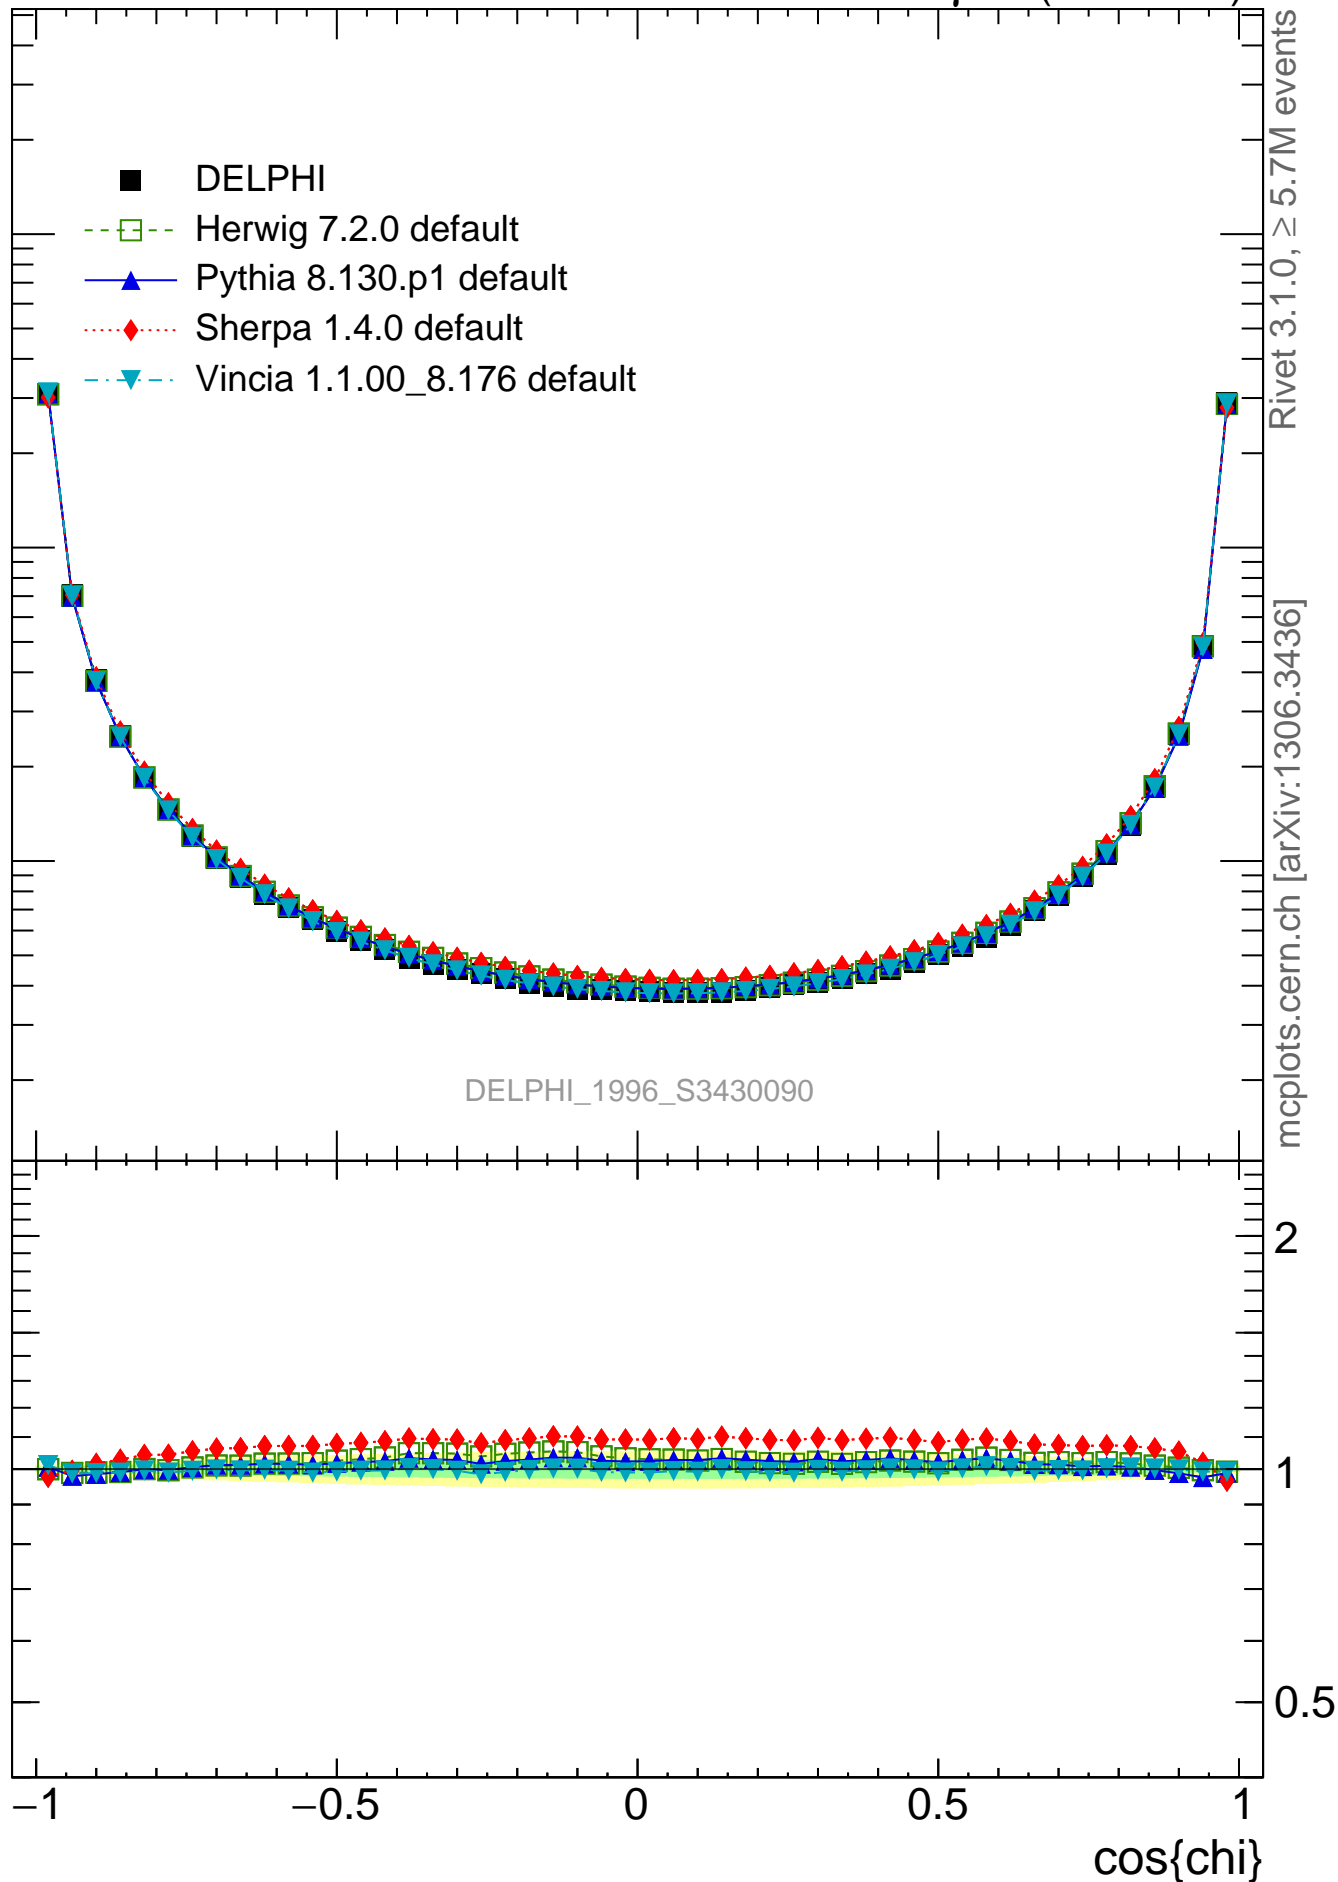 DELPHI
Herwig 7.2.0 default
Pythia 8.130.p1 default
Sherpa 1.4.0 default
Vincia 1.1.00_8.176 default
Rivet 3.1.0, ≥ 5.7M events
mcplots.cern.ch [arXiv:1306.3436]
DELPHI_1996_S3430090
2
1
0.5
−1
−0.5
0
0.5
1
cos{chi}